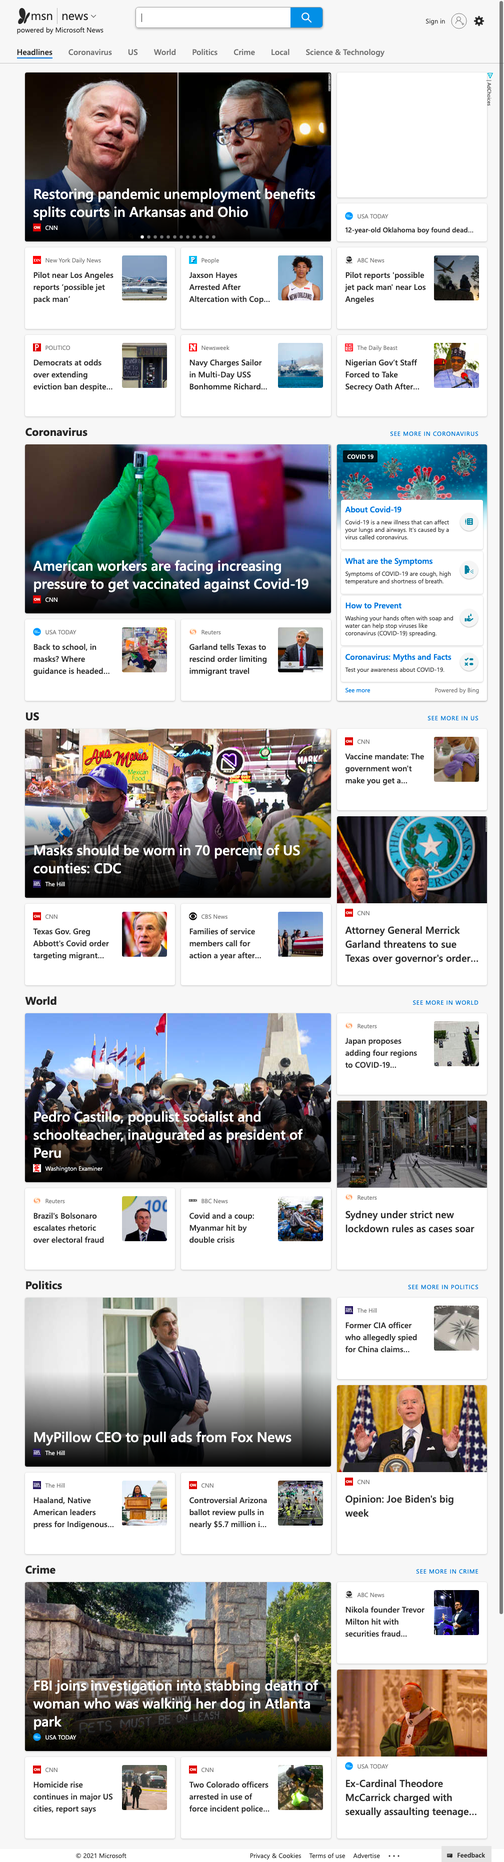 msn | news
powered by Microsoft News
Sign in
Headlines Coronavirus US World Politics Crime Local Science & Technology
Restoring pandemic unemployment benefits
splits courts in Arkansas and Ohio
CNN
AdChoices
USA TODAY
12-year-old Oklahoma boy found dead...
New York Daily News
Pilot near Los Angeles
reports 'possible jet
pack man'
People
Jaxson Hayes
Arrested After
Altercation with Cop...
ABC News
Pilot reports 'possible
jet pack man' near Los
Angeles
POLITICO
Democrats at odds
over extending
eviction ban despite...
Newsweek
Navy Charges Sailor
in Multi-Day USS
Bonhomme Richard...
The Daily Beast
Nigerian Gov't Staff
Forced to Take
Secrecy Oath After...
Coronavirus
SEE MORE IN CORONAVIRUS
American workers are facing increasing
pressure to get vaccinated against Covid-19
CNN
COVID 19
About Covid-19
Covid-19 is a new illness that can affect
your lungs and airways. It's caused by a
virus called coronavirus.
What are the Symptoms
Symptoms of COVID-19 are cough, high
temperature and shortness of breath.
How to Prevent
Washing your hands often with soap and
water can help stop viruses like
coronavirus (COVID-19) spreading.
Coronavirus: Myths and Facts
Test your awareness about COVID-19.
See more
Powered by Bing
USA TODAY
Back to school, in
masks? Where
guidance is headed...
Reuters
Garland tells Texas to
rescind order limiting
immigrant travel
US
SEE MORE IN US
Ana Maria
Mexican
Food
Masks should be worn in 70 percent of US
counties: CDC
The Hill
CNN
Vaccine mandate: The
government won't
make you get a...
CNN
Attorney General Merrick
Garland threatens to sue
Texas over governor's order...
CNN
Texas Gov. Greg
Abbott's Covid order
targeting migrant...
CBS News
Families of service
members call for
action a year after...
World
SEE MORE IN WORLD
Pedro Castillo, populist socialist and
schoolteacher, inaugurated as president of
Peru
Washington Examiner
Reuters
Japan proposes
adding four regions
to COVID-19...
Reuters
Sydney under strict new
lockdown rules as cases soar
Reuters
Brazil's Bolsonaro
escalates rhetoric
over electoral fraud
BBC News
Covid and a coup:
Myanmar hit by
double crisis
Politics
SEE MORE IN POLITICS
MyPillow CEO to pull ads from Fox News
The Hill
The Hill
Former CIA officer
who allegedly spied
for China claims...
CNN
Opinion: Joe Biden's big
week
The Hill
Haaland, Native
American leaders
press for Indigenous...
CNN
Controversial Arizona
ballot review pulls in
nearly $5.7 million i...
Crime
SEE MORE IN CRIME
PETS MUST BE ON LEASH
FBI joins investigation into stabbing death of
woman who was walking her dog in Atlanta
park
USA TODAY
ABC News
Nikola founder Trevor
Milton hit with
securities fraud...
USA TODAY
Ex-Cardinal Theodore
McCarrick charged with
sexually assaulting teenage...
CNN
Homicide rise
continues in major US
cities, report says
CNN
Two Colorado officers
arrested in use of
force incident police...
© 2021 Microsoft
Privacy & Cookies Terms of use Advertise ...
Feedback